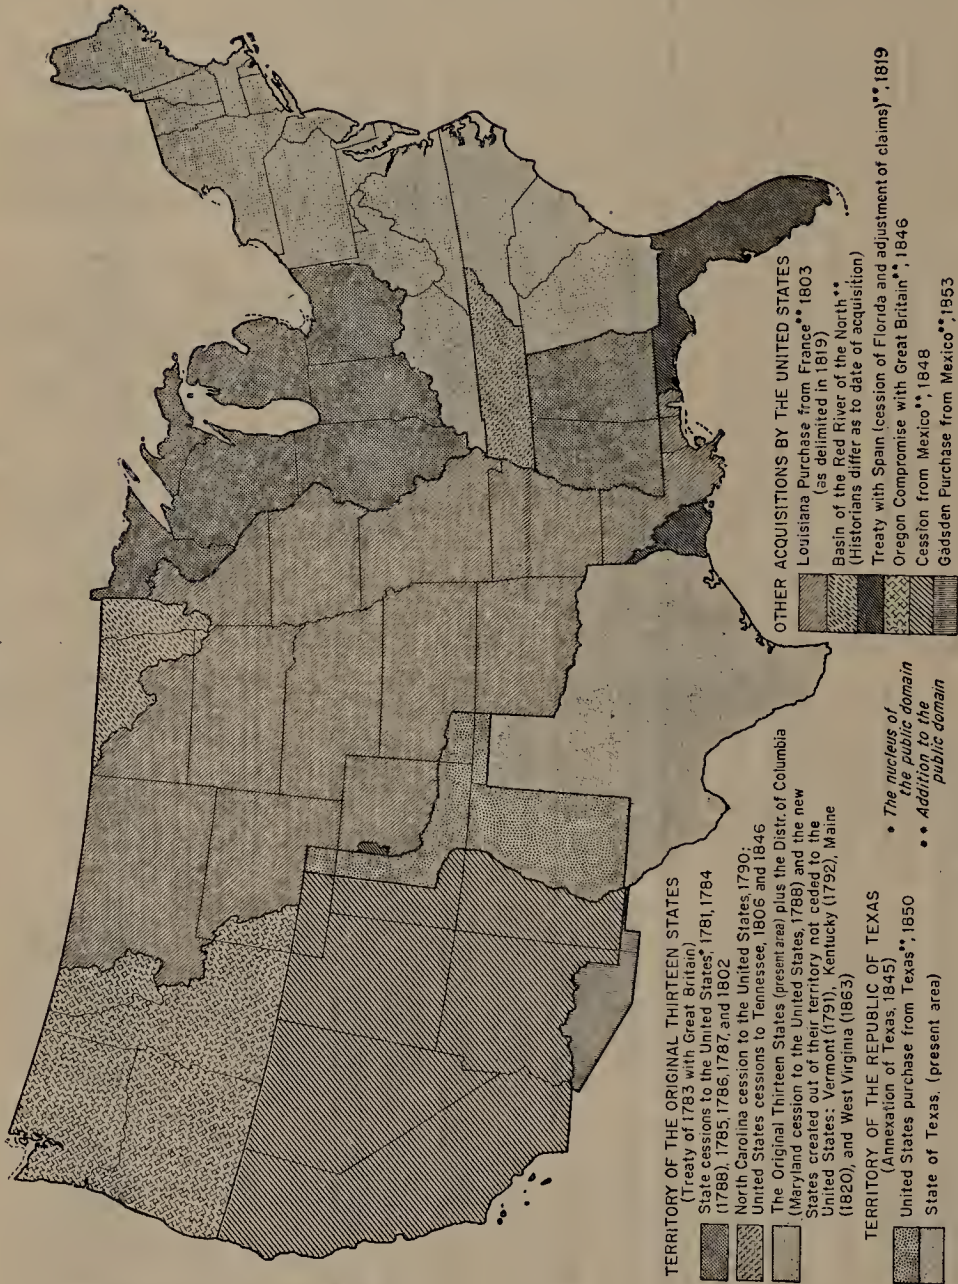 TERRITORY OF THE ORIGINAL THIRTEEN STATES
(Treaty of 1783 with Great Britain)
State cessions to the United States•, 1781, 1784
(1788), 1785, 1786, 1787, and 1802
North Carolina cession to the United States, 1790;
United States cessions to Tennessee, 1806 and 1846
The Original Thirteen States (present area) plus the Distr. of Columbia
(Maryland cession to the United States, 1788) and the new
States created out of their territory not ceded to the
United States: Vermont (1791), Kentucky (1792), Maine
(1820), and West Virginia (1863)
TERRITORY OF THE REPUBLIC OF TEXAS
(Annexation of Texas, 1845)
United States purchase from Texas••, 1850
State of Texas, (present area)
• The nucleus of
the public domain
•• Addition to the
public domain
OTHER ACQUISITIONS BY THE UNITED STATES
Louisiana Purchase from France•• 1803
(as delimited in 1819)
Basin of the Red River of the North••
(Historians differ as to date of acquisition)
Treaty with Spain (cession of Florida and adjustment of claims)••, 1819
Oregon Compromise with Great Britain••, 1846
Cession from Mexico••, 1848
Gadsden Purchase from Mexico••, 1853